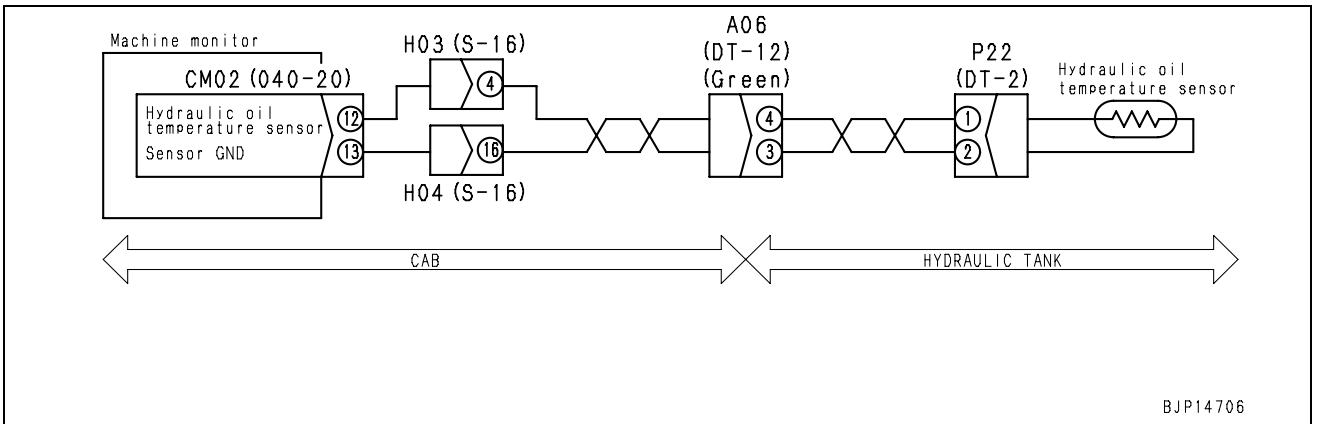 Machine monitor
CM02 (040-20)
Hydraulic oil
temperature sensor
Sensor GND
12
13
H03 (S-16)
4
16
H04 (S-16)
A06
(DT-12)
(Green)
4
3
P22
(DT-2)
1
2
Hydraulic oil
temperature sensor
CAB
HYDRAULIC TANK
BJP14706